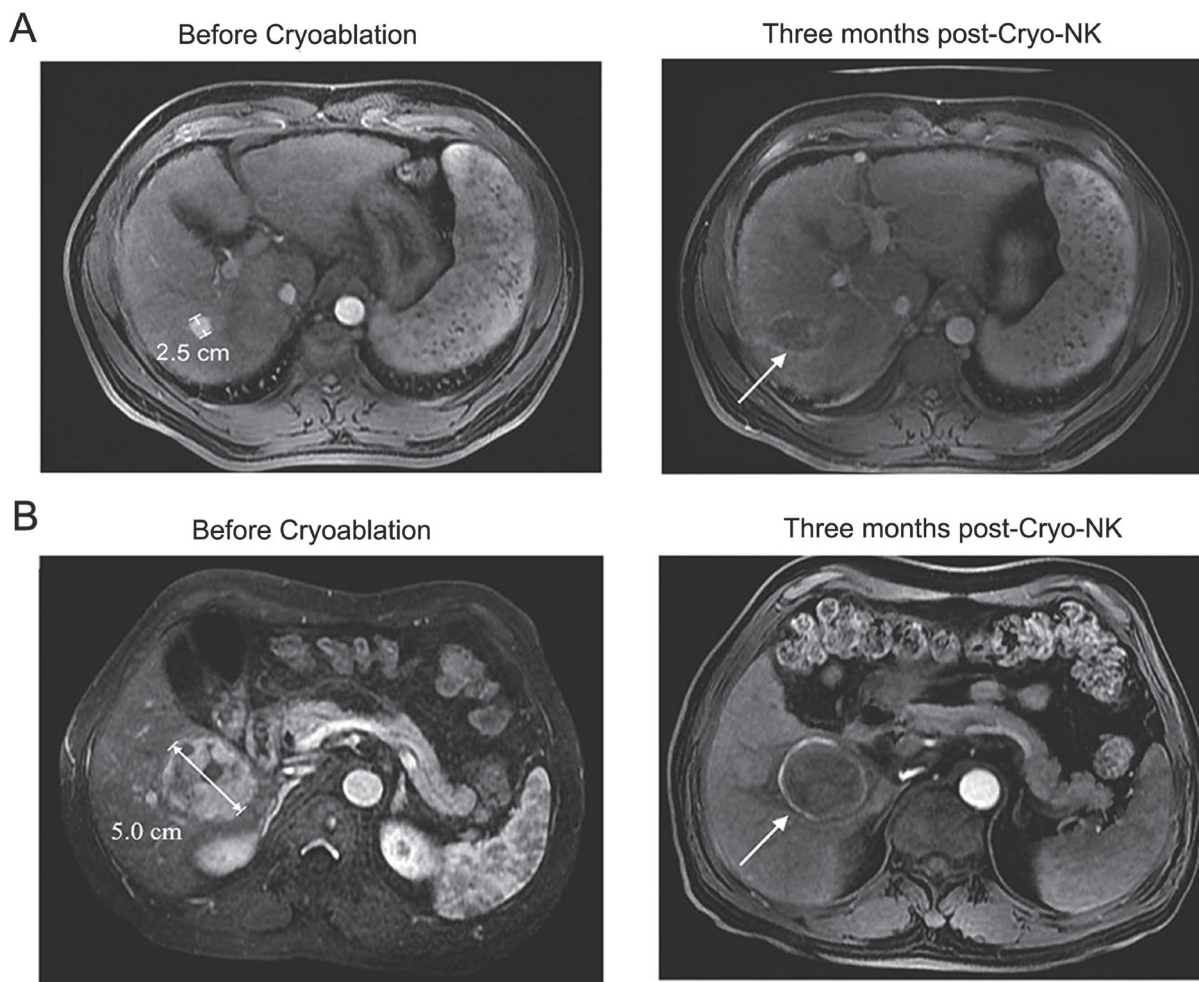 A
Before Cryoablation
Three months post-Cryo-NK
2.5 cm
B
Before Cryoablation
Three months post-Cryo-NK
5.0 cm